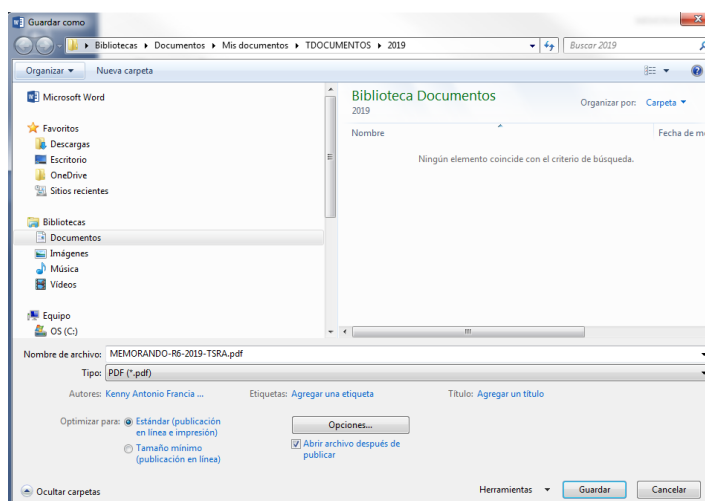 Guardar como
Bibliotecas ▸ Documentos ▸ Mis documentos ▸ TDOCUMENTOS ▸ 2019
Buscar 2019
Organizar
Nueva carpeta
Microsoft Word
Favoritos
Descargas
Escritorio
OneDrive
Sitios recientes
Bibliotecas
Documentos
Imágenes
Música
Vídeos
Equipo
OS (C:)
Biblioteca Documentos
2019
Organizar por: Carpeta
Nombre
Fecha de m
Ningún elemento coincide con el criterio de búsqueda.
Nombre de archivo: MEMORANDO-R6-2019-TSRA.pdf
Tipo: PDF (*.pdf)
Autores: Kenny Antonio Francia ...
Etiquetas: Agregar una etiqueta
Título: Agregar un título
Optimizar para:
Estándar (publicación
en línea e impresión)
Tamaño mínimo
(publicación en línea)
Opciones...
Abrir archivo después de
publicar
Ocultar carpetas
Herramientas
Guardar
Cancelar